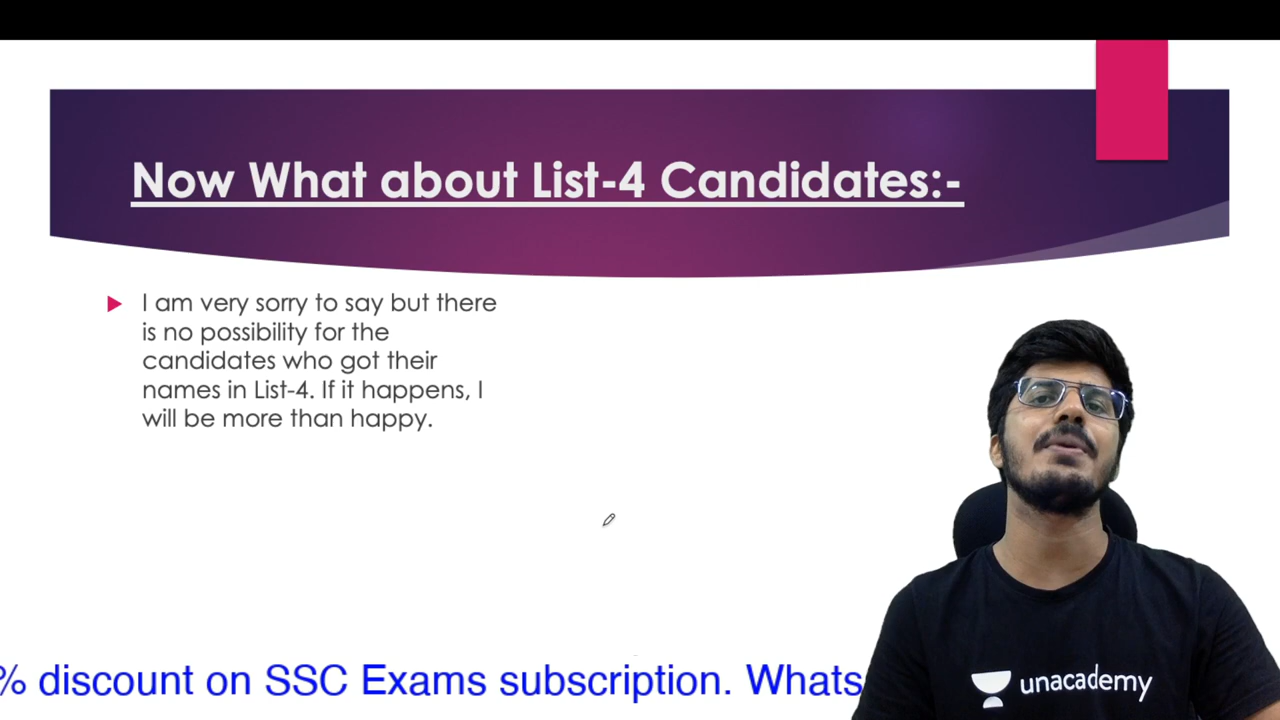 Now What about List-4 Candidates:-
I am very sorry to say but there
is no possibility for the
candidates who got their
names in List-4. If it happens, I
will be more than happy.
% discount on SSC Exams subscription. Whats
unacademy